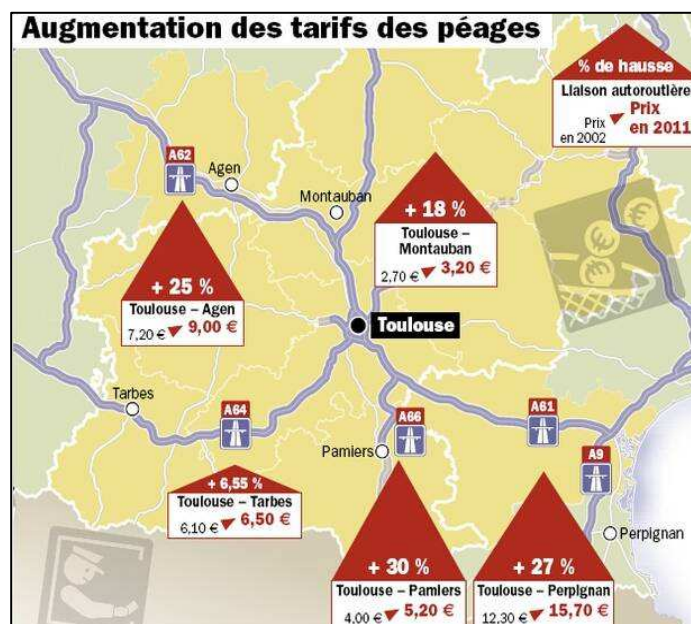 Augmentation des tarifs des péages
% de hausse
Liaison autoroutière
Prix en 2002
Prix en 2011
A62
Agen
Montauban
+ 18 %
Toulouse –
Montauban
2,70 € 3,20 €
+ 25 %
Toulouse – Agen
7,20 € 9,00 €
Toulouse
Tarbes
A64
A66
A61
Pamiers
A9
+ 6,55 %
Toulouse – Tarbes
6,10 € 6,50 €
Perpignan
+ 30 %
Toulouse – Pamiers
4,00 € 5,20 €
+ 27 %
Toulouse – Perpignan
12,30 € 15,70 €